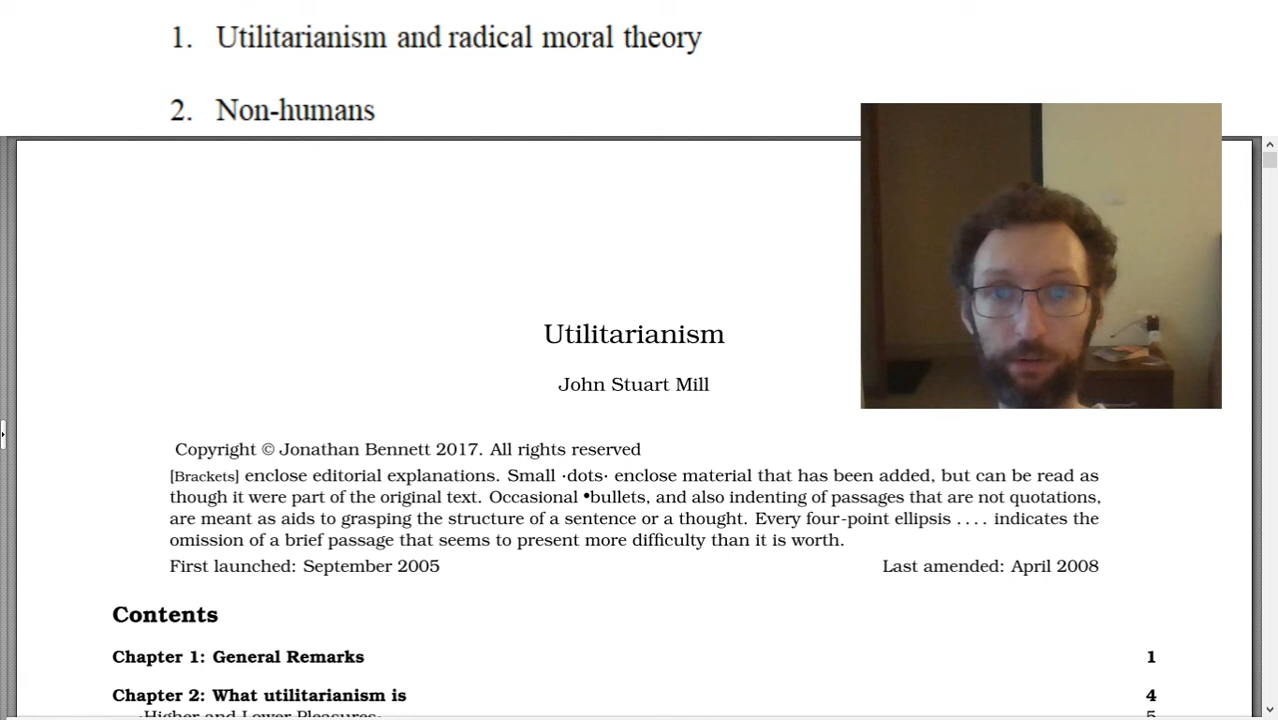 1. Utilitarianism and radical moral theory
2. Non-humans
Utilitarianism
John Stuart Mill
Copyright © Jonathan Bennett 2017. All rights reserved
[Brackets] enclose editorial explanations. Small ·dots· enclose material that has been added, but can be read as
though it were part of the original text. Occasional •bullets, and also indenting of passages that are not quotations,
are meant as aids to grasping the structure of a sentence or a thought. Every four-point ellipsis . . . . indicates the
omission of a brief passage that seems to present more difficulty than it is worth.
First launched: September 2005 Last amended: April 2008
Contents
Chapter 1: General Remarks 1
Chapter 2: What utilitarianism is 4
·Higher and Lower Pleasures· 5